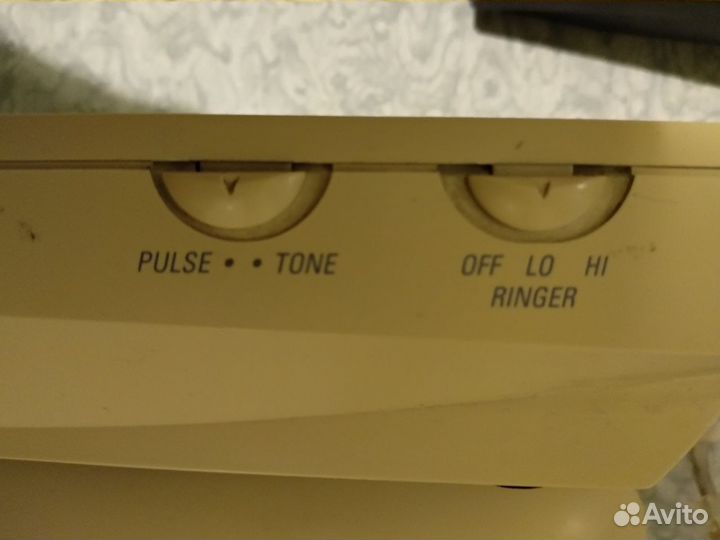 PULSE • • TONE
OFF LO HI
RINGER
Avito